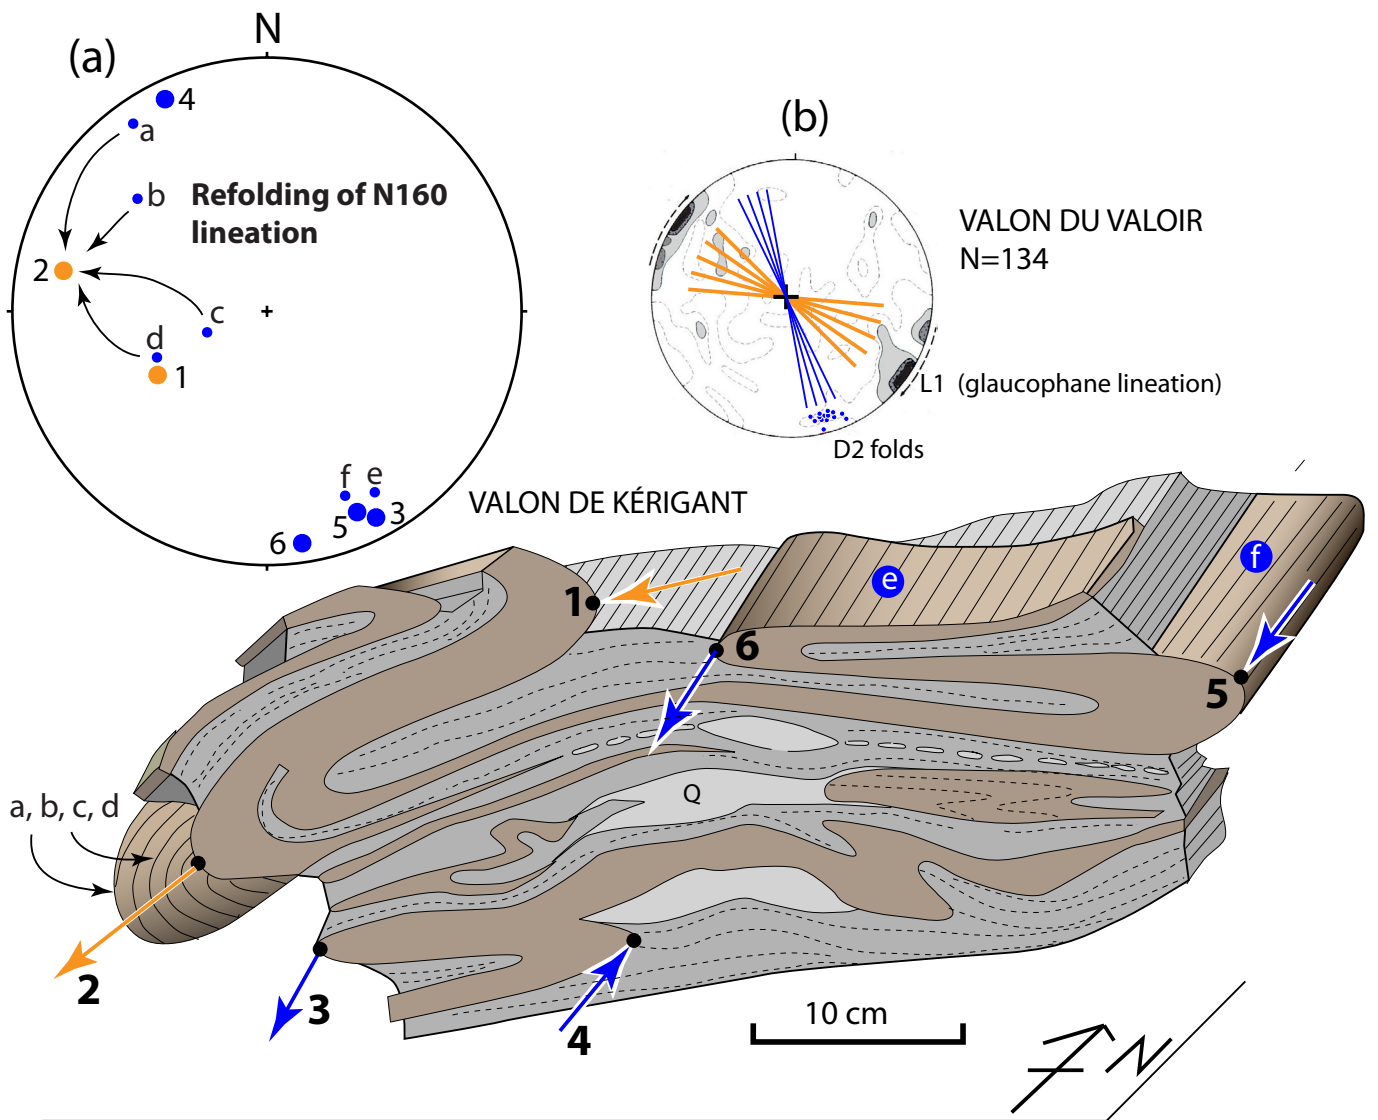 (a)
N
4
a
b
Refolding of N160
lineation
2
c
d
1
f
e
5
3
6
(b)
VALON DU VALOIR
N=134
L1 (glaucophane lineation)
D2 folds
VALON DE KÉRIGANT
1
e
f
6
5
Q
a, b, c, d
2
3
4
10 cm
N